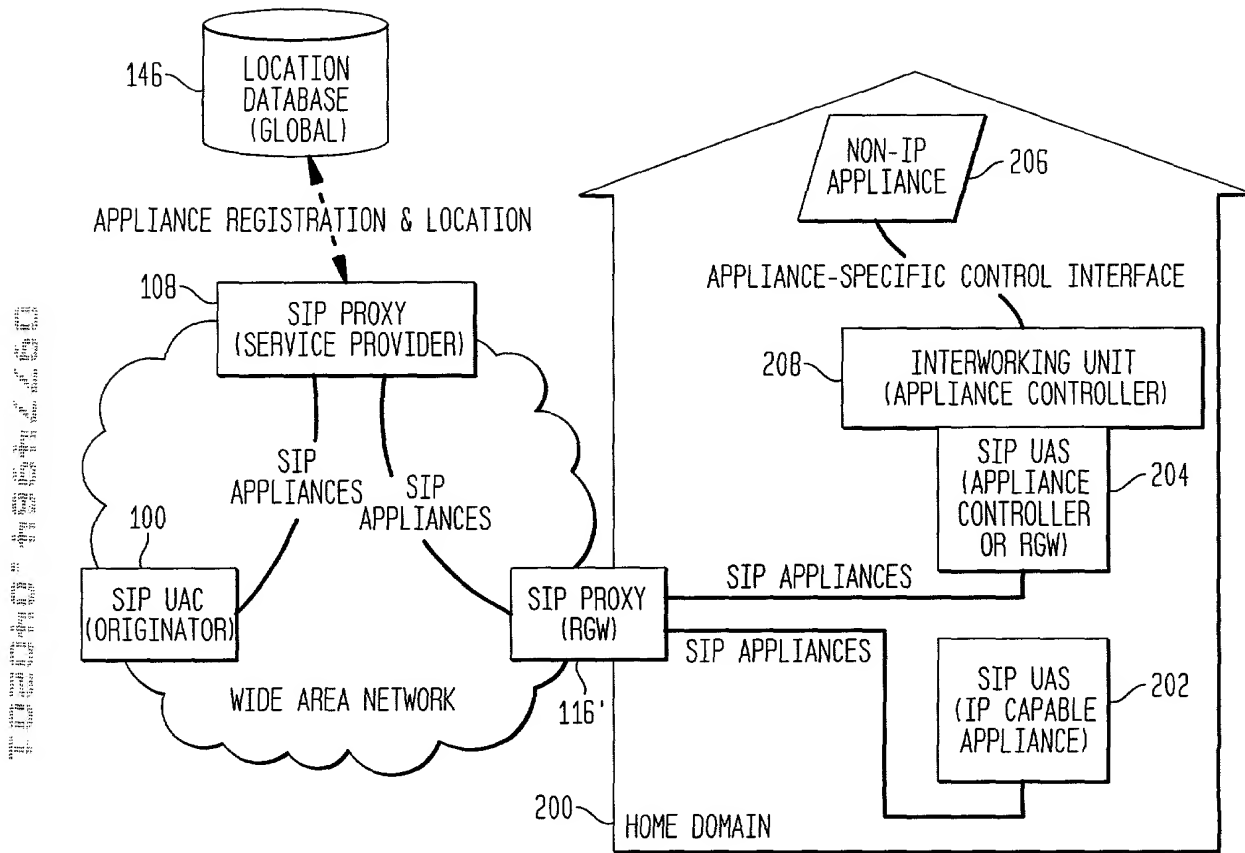 146
LOCATION
DATABASE
(GLOBAL)
APPLIANCE REGISTRATION & LOCATION
108
SIP PROXY
(SERVICE PROVIDER)
SIP
APPLIANCES
SIP
APPLIANCES
100
SIP UAC
(ORIGINATOR)
WIDE AREA NETWORK
SIP PROXY
(RGW)
116'
NON-IP
APPLIANCE
206
APPLIANCE-SPECIFIC CONTROL INTERFACE
208
INTERWORKING UNIT
(APPLIANCE CONTROLLER)
SIP UAS
(APPLIANCE
CONTROLLER
OR RGW)
204
SIP APPLIANCES
SIP APPLIANCES
SIP UAS
(IP CAPABLE
APPLIANCE)
202
200
HOME DOMAIN